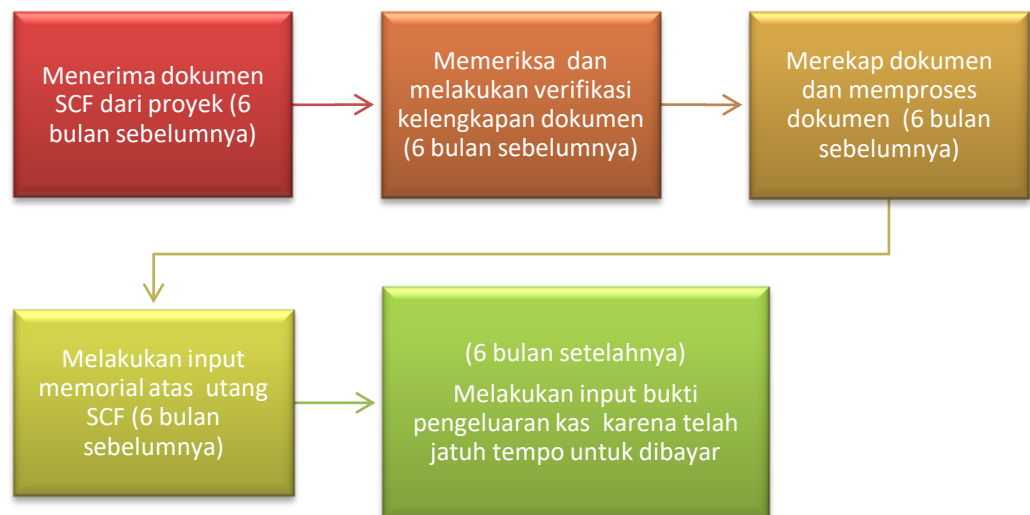 Menerima dokumen
SCF dari proyek (6
bulan sebelumnya)
Memeriksa dan
melakukan verifikasi
kelengkapan dokumen
(6 bulan sebelumnya)
Merekap dokumen
dan memproses
dokumen (6 bulan
sebelumnya)
Melakukan input
memorial atas utang
SCF (6 bulan
sebelumnya)
(6 bulan setelahnya)
Melakukan input bukti
pengeluaran kas karena telah
jatuh tempo untuk dibayar